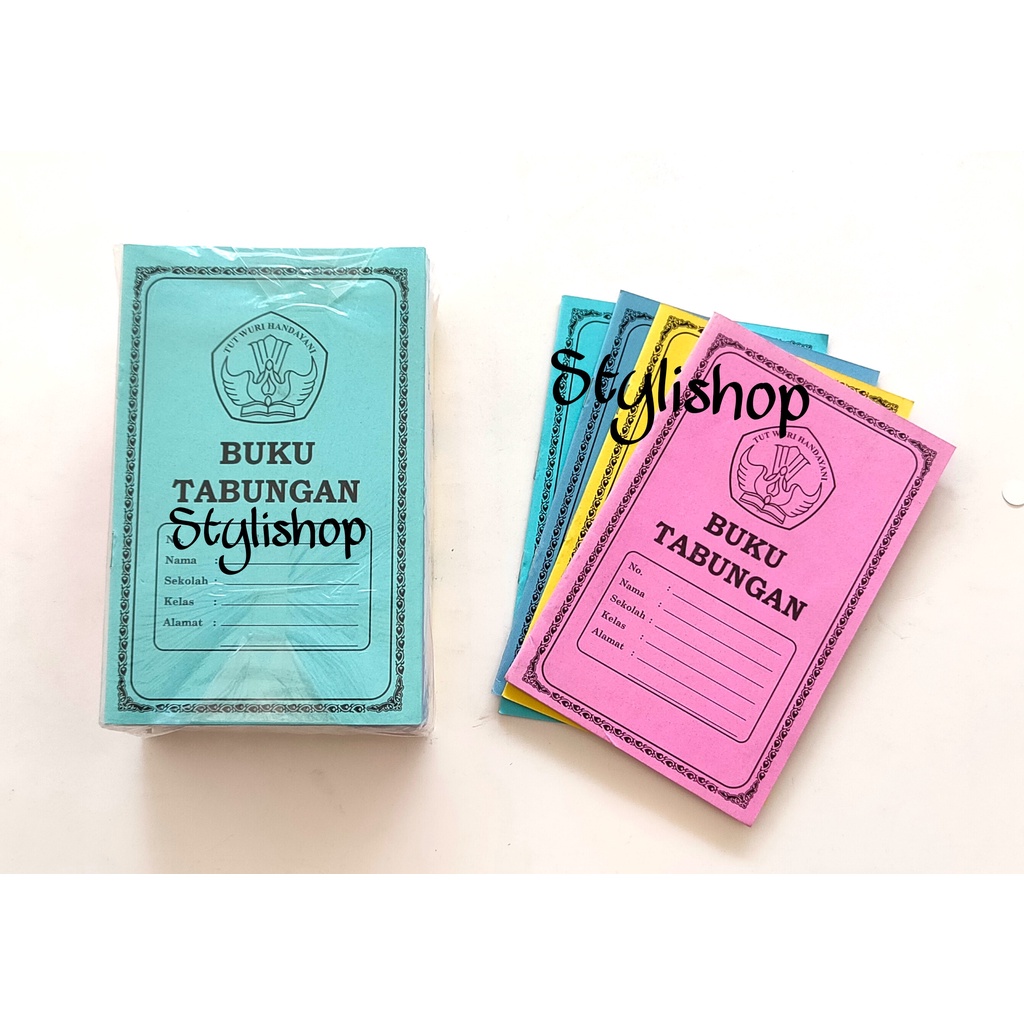 TUT WURI HANDAYANI
BUKU
TABUNGAN
Stylishop
Nama
Sekolah :
Kelas :
Alamat :
Stylishop
TUT WURI HANDAYANI
BUKU
TABUNGAN
No. :
Nama :
Sekolah :
Kelas :
Alamat :